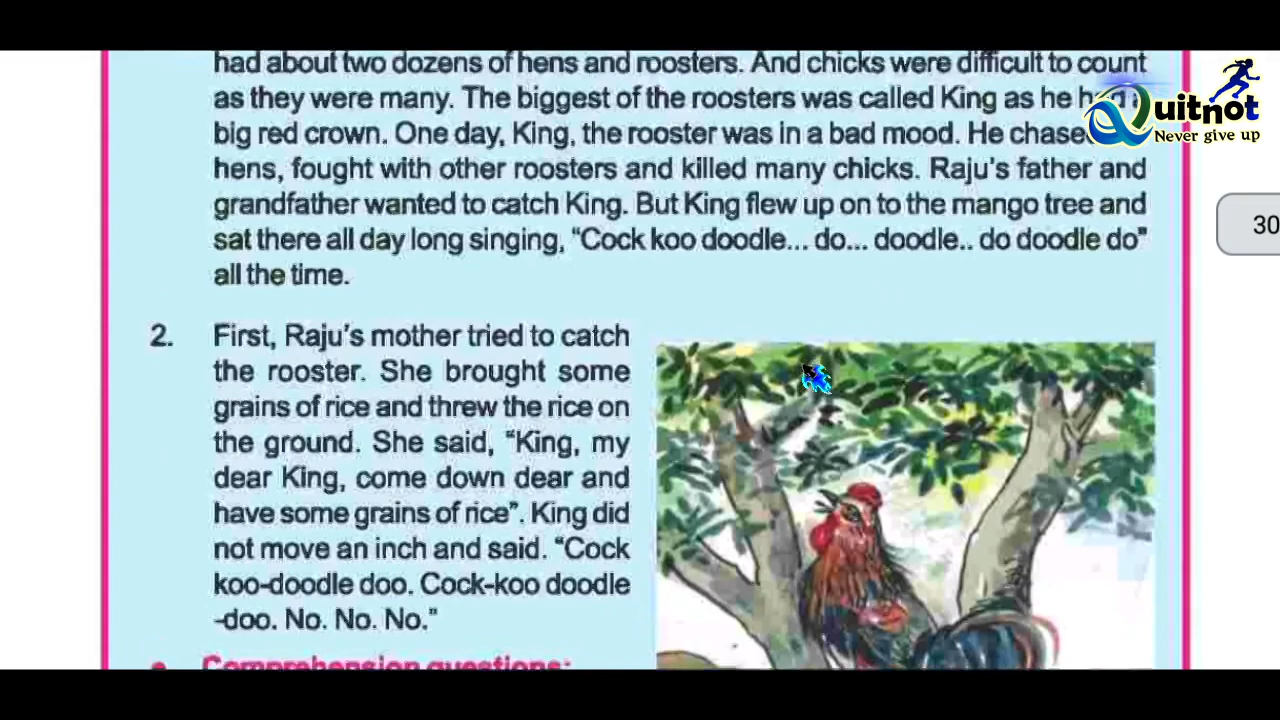 had about two dozens of hens and roosters. And chicks were difficult to count
as they were many. The biggest of the roosters was called King as he had a
big red crown. One day, King, the rooster was in a bad mood. He chased
hens, fought with other roosters and killed many chicks. Raju's father and
grandfather wanted to catch King. But King flew up on to the mango tree and
sat there all day long singing, “Cock koo doodle... do... doodle.. do doodle do”
all the time.
2. First, Raju's mother tried to catch
the rooster. She brought some
grains of rice and threw the rice on
the ground. She said, “King, my
dear King, come down dear and
have some grains of rice”. King did
not move an inch and said. “Cock
koo-doodle doo. Cock-koo doodle
-doo. No. No. No.”
• Comprehension questions:
Quitnot
Never give up
30